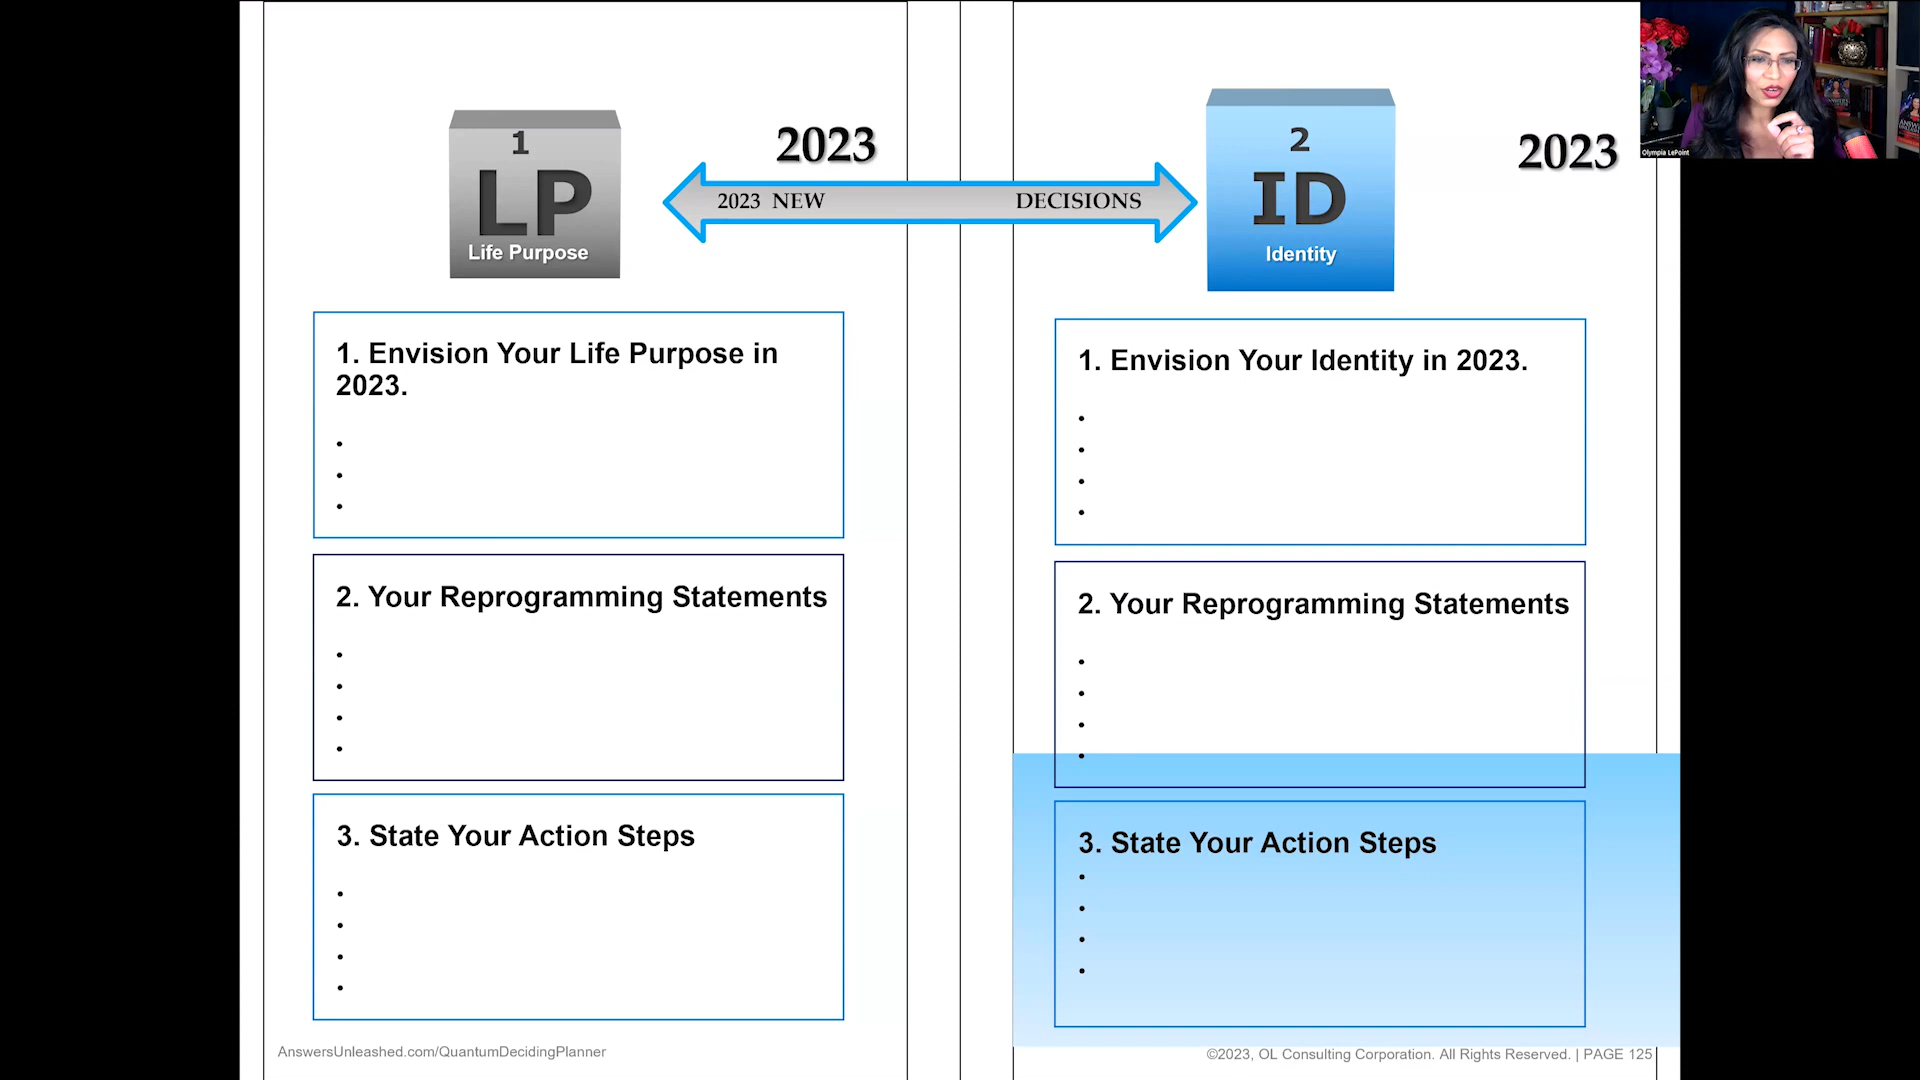 1
LP
Life Purpose
2023
2023 NEW DECISIONS
2
ID
Identity
2023
Olympia LePoint
1. Envision Your Life Purpose in
2023.
•
•
•
2. Your Reprogramming Statements
•
•
•
•
3. State Your Action Steps
•
•
•
•
1. Envision Your Identity in 2023.
•
•
•
•
2. Your Reprogramming Statements
•
•
•
•
3. State Your Action Steps
•
•
•
•
AnswersUnleashed.com/QuantumDecidingPlanner
©2023, OL Consulting Corporation. All Rights Reserved. | PAGE 125